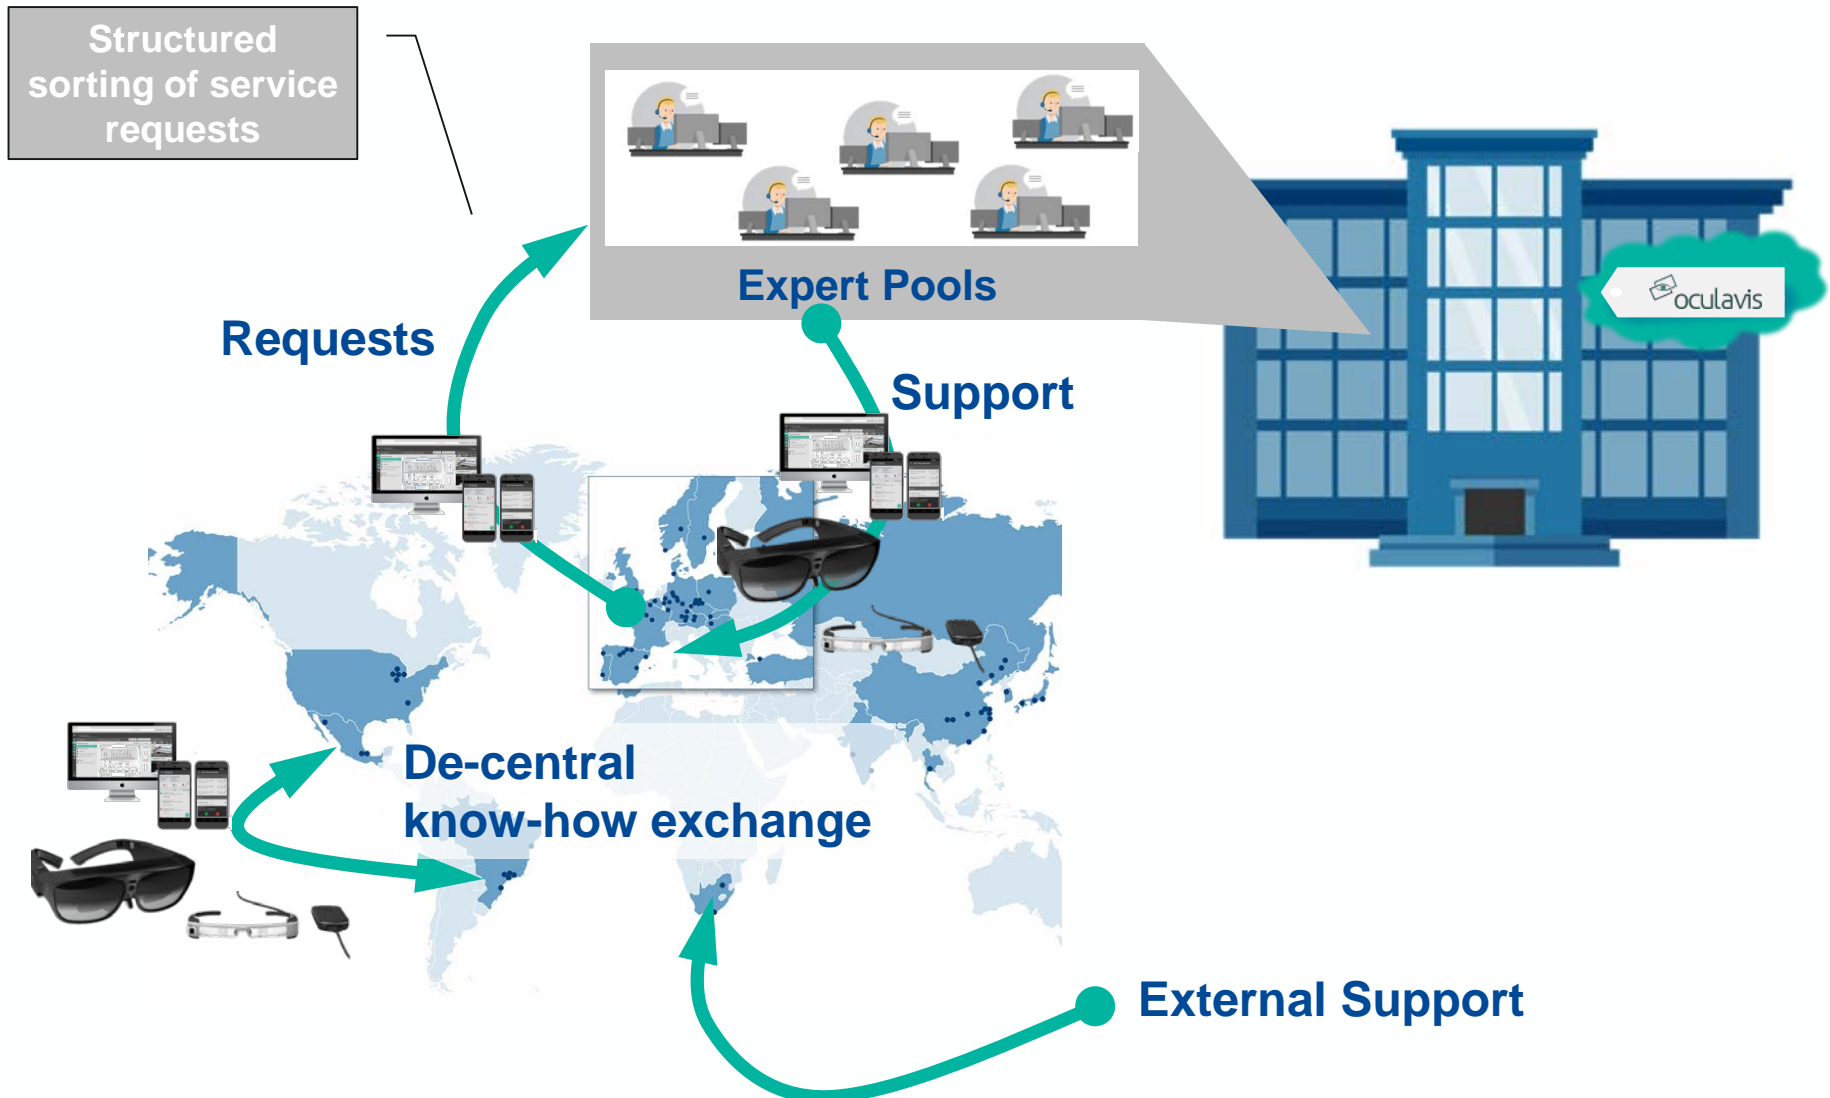 Structured
sorting of service
requests
Expert Pools
oculavis
Requests
Support
De-central
know-how exchange
External Support